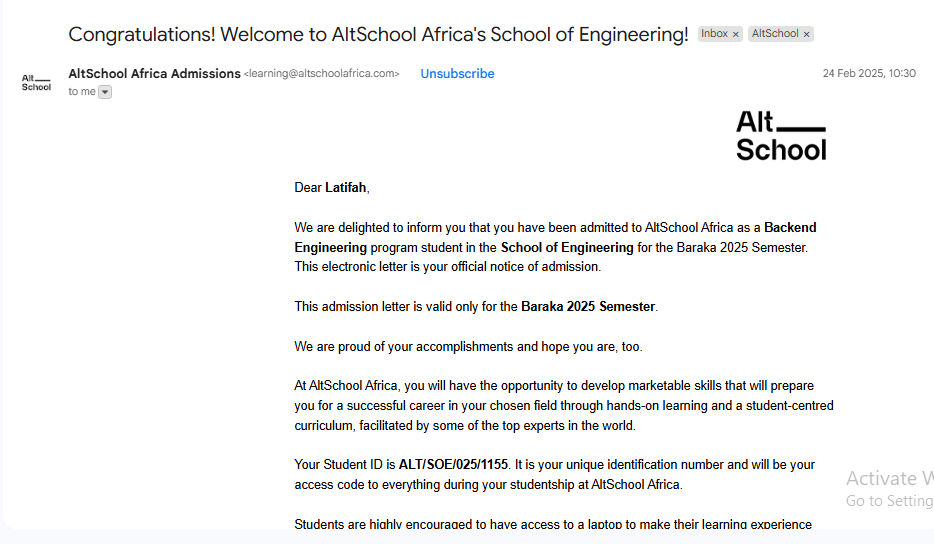 Congratulations! Welcome to AltSchool Africa's School of Engineering! Inbox × AltSchool ×
Alt
School
AltSchool Africa Admissions <learning@altschoolafrica.com> Unsubscribe 24 Feb 2025, 10:30
to me
Alt
School
Dear Latifah,
We are delighted to inform you that you have been admitted to AltSchool Africa as a Backend
Engineering program student in the School of Engineering for the Baraka 2025 Semester.
This electronic letter is your official notice of admission.
This admission letter is valid only for the Baraka 2025 Semester.
We are proud of your accomplishments and hope you are, too.
At AltSchool Africa, you will have the opportunity to develop marketable skills that will prepare
you for a successful career in your chosen field through hands-on learning and a student-centred
curriculum, facilitated by some of the top experts in the world.
Your Student ID is ALT/SOE/025/1155. It is your unique identification number and will be your
access code to everything during your studentship at AltSchool Africa.
Activate W
Go to Setting
Students are highly encouraged to have access to a laptop to make their learning experience